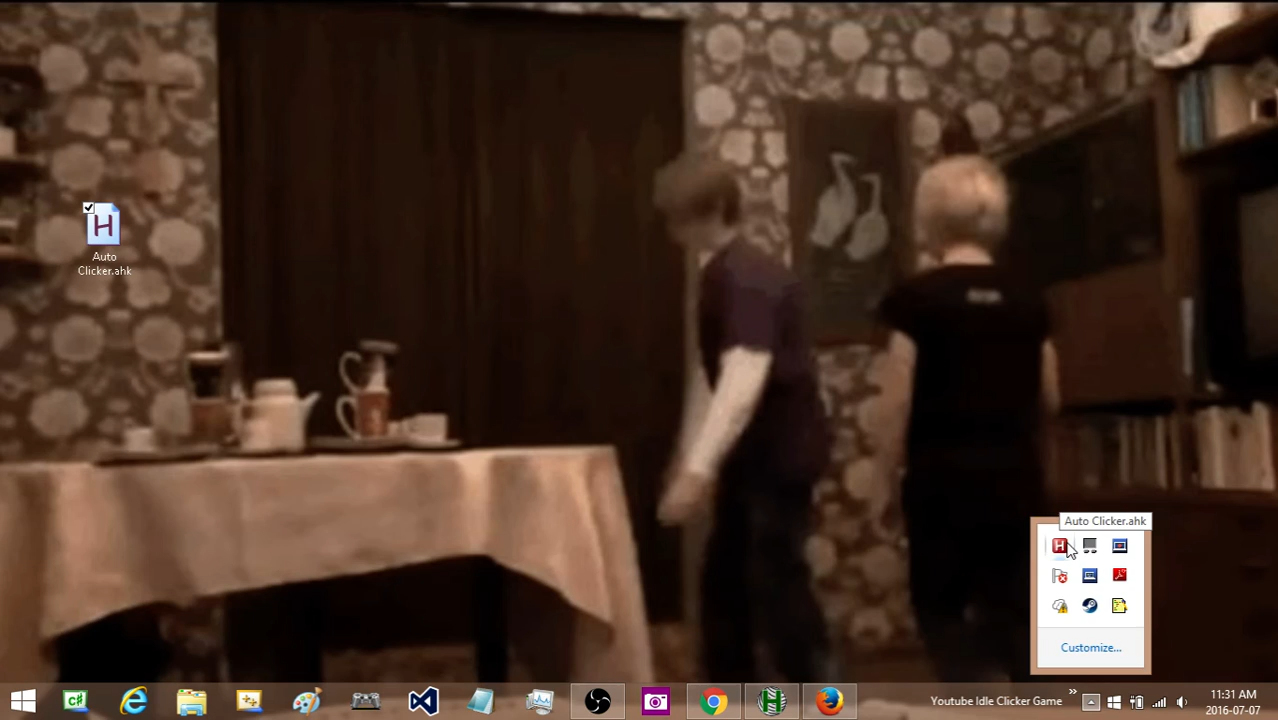 H
Auto
Clicker.ahk
Auto Clicker.ahk
H
Customize...
C#
Youtube Idle Clicker Game
»
11:31 AM
2016-07-07